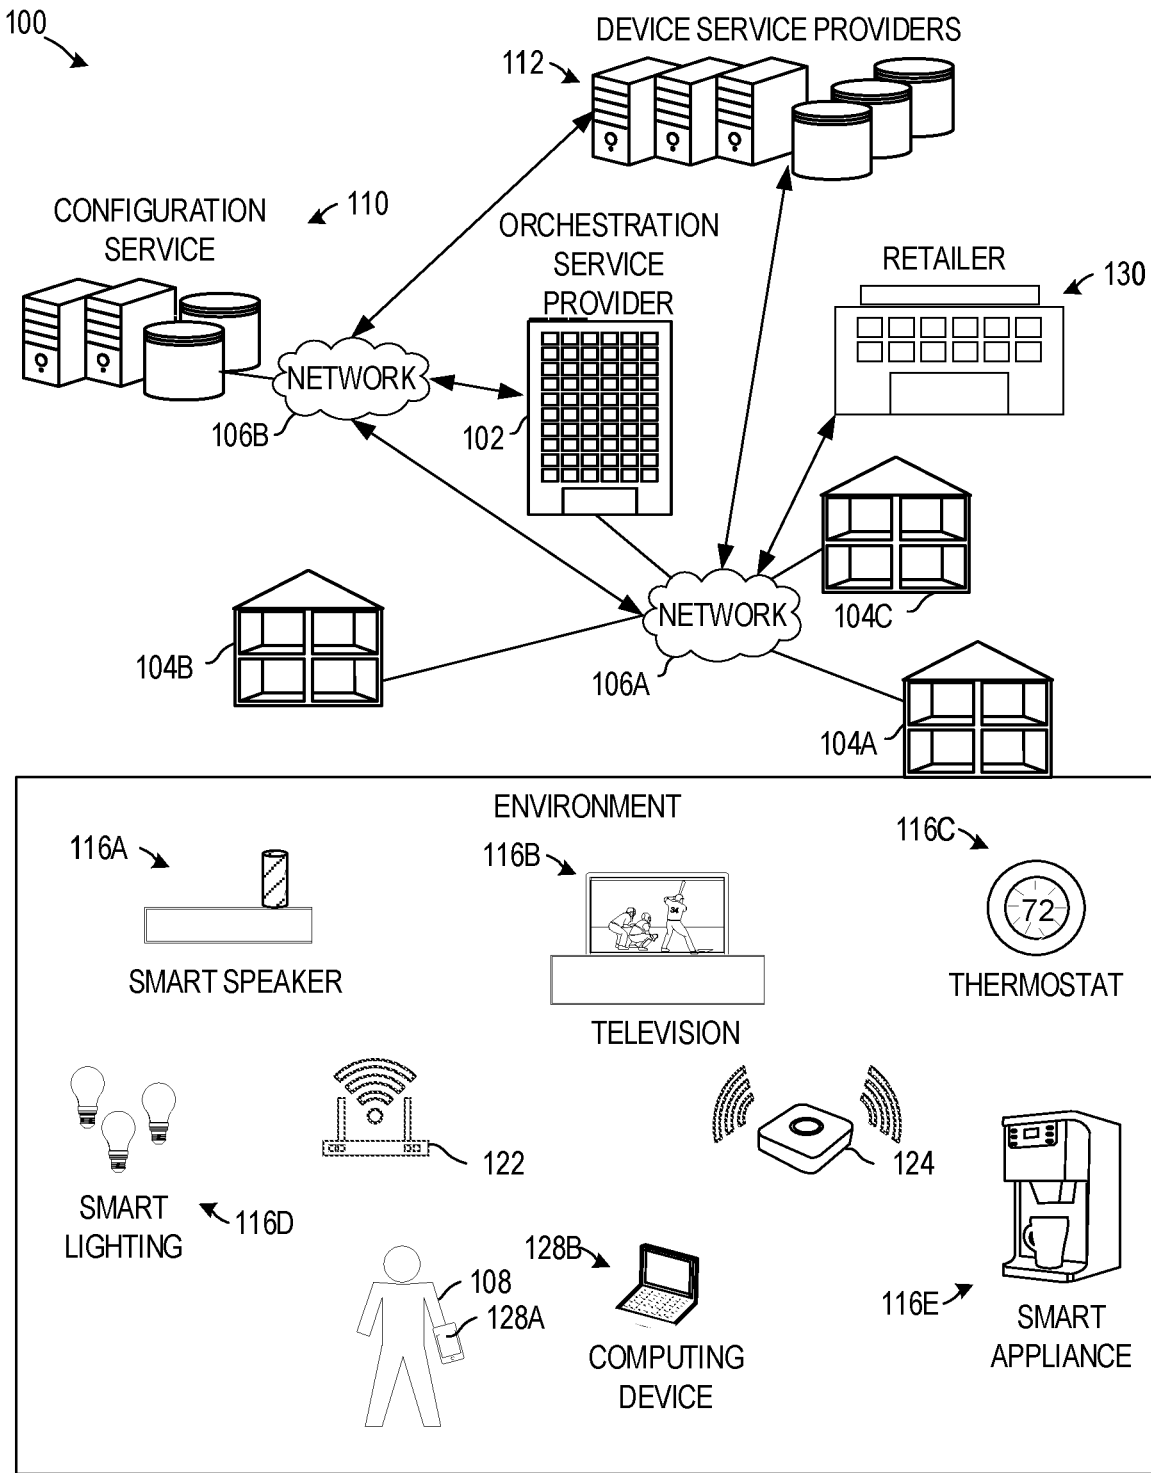 100
DEVICE SERVICE PROVIDERS
112
CONFIGURATION
SERVICE
110
ORCHESTRATION
SERVICE
PROVIDER
RETAILER
130
NETWORK
106B
102
NETWORK
106A
104C
104B
104A
ENVIRONMENT
116A
SMART SPEAKER
116B
34
TELEVISION
116C
72
THERMOSTAT
SMART
LIGHTING
116D
122
124
108
128A
128B
COMPUTING
DEVICE
116E
SMART
APPLIANCE